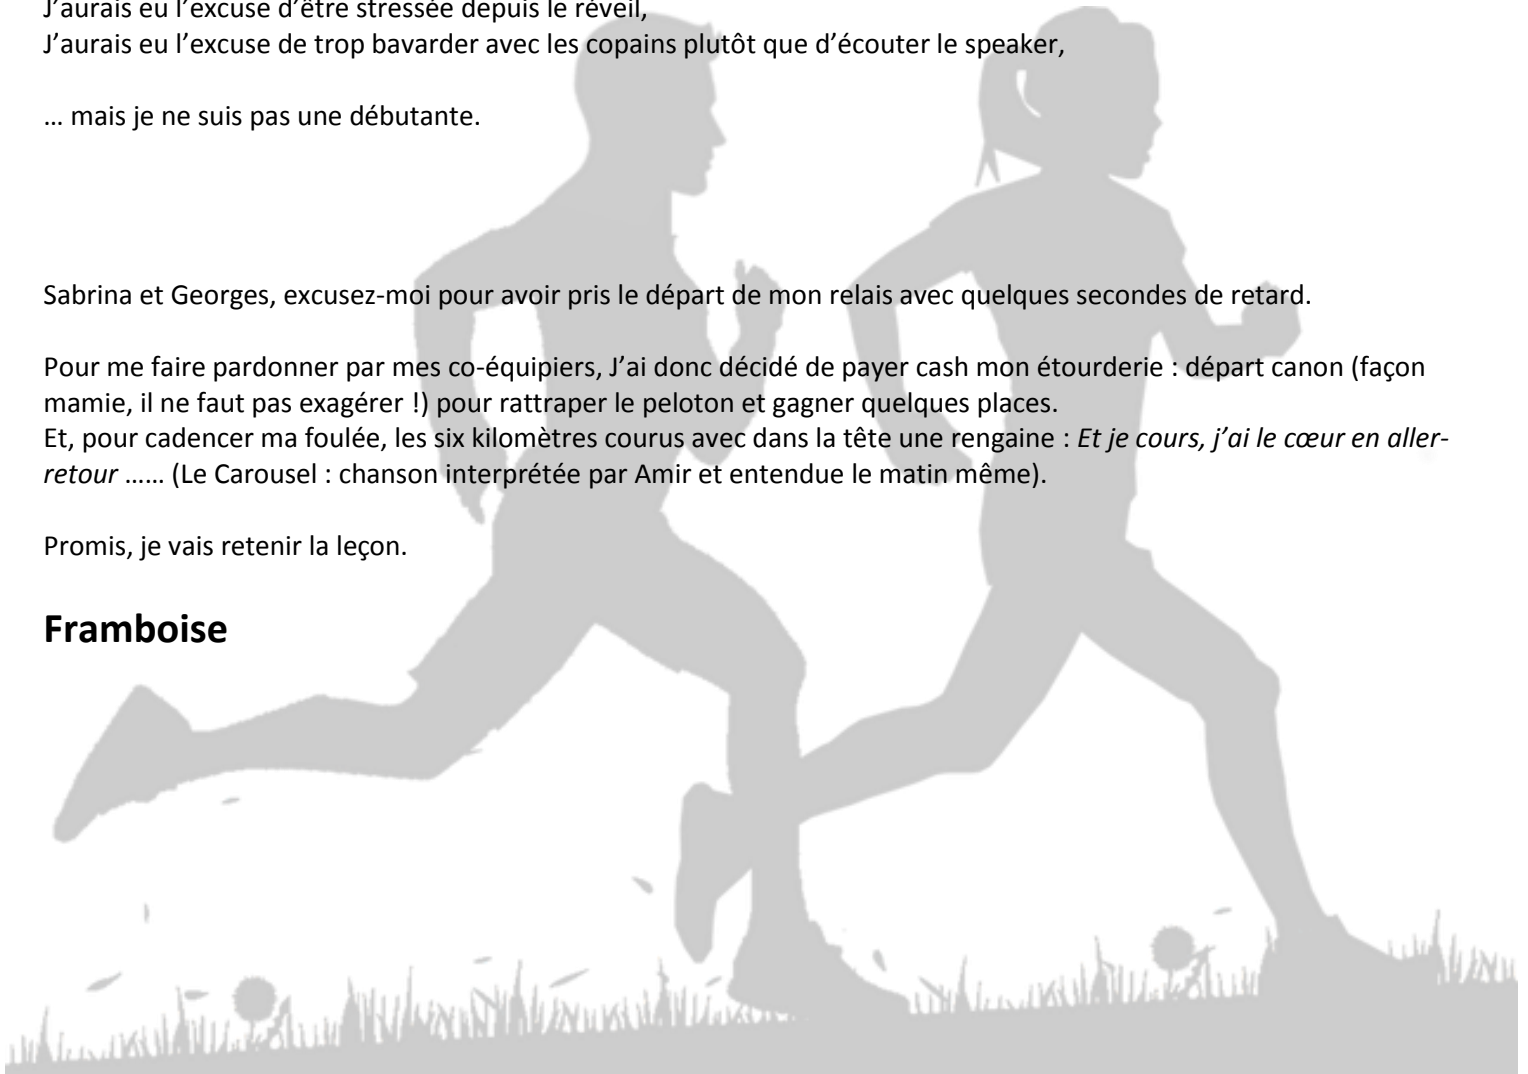 J’aurais eu l’excuse d’être stressée depuis le réveil,
J’aurais eu l’excuse de trop bavarder avec les copains plutôt que d’écouter le speaker,
… mais je ne suis pas une débutante.
Sabrina et Georges, excusez-moi pour avoir pris le départ de mon relais avec quelques secondes de retard.
Pour me faire pardonner par mes co-équipiers, J’ai donc décidé de payer cash mon étourderie : départ canon (façon
mamie, il ne faut pas exagérer !) pour rattraper le peloton et gagner quelques places.
Et, pour cadencer ma foulée, les six kilomètres courus avec dans la tête une rengaine : Et je cours, j’ai le cœur en aller-
retour …… (Le Carousel : chanson interprétée par Amir et entendue le matin même).
Promis, je vais retenir la leçon.
Framboise